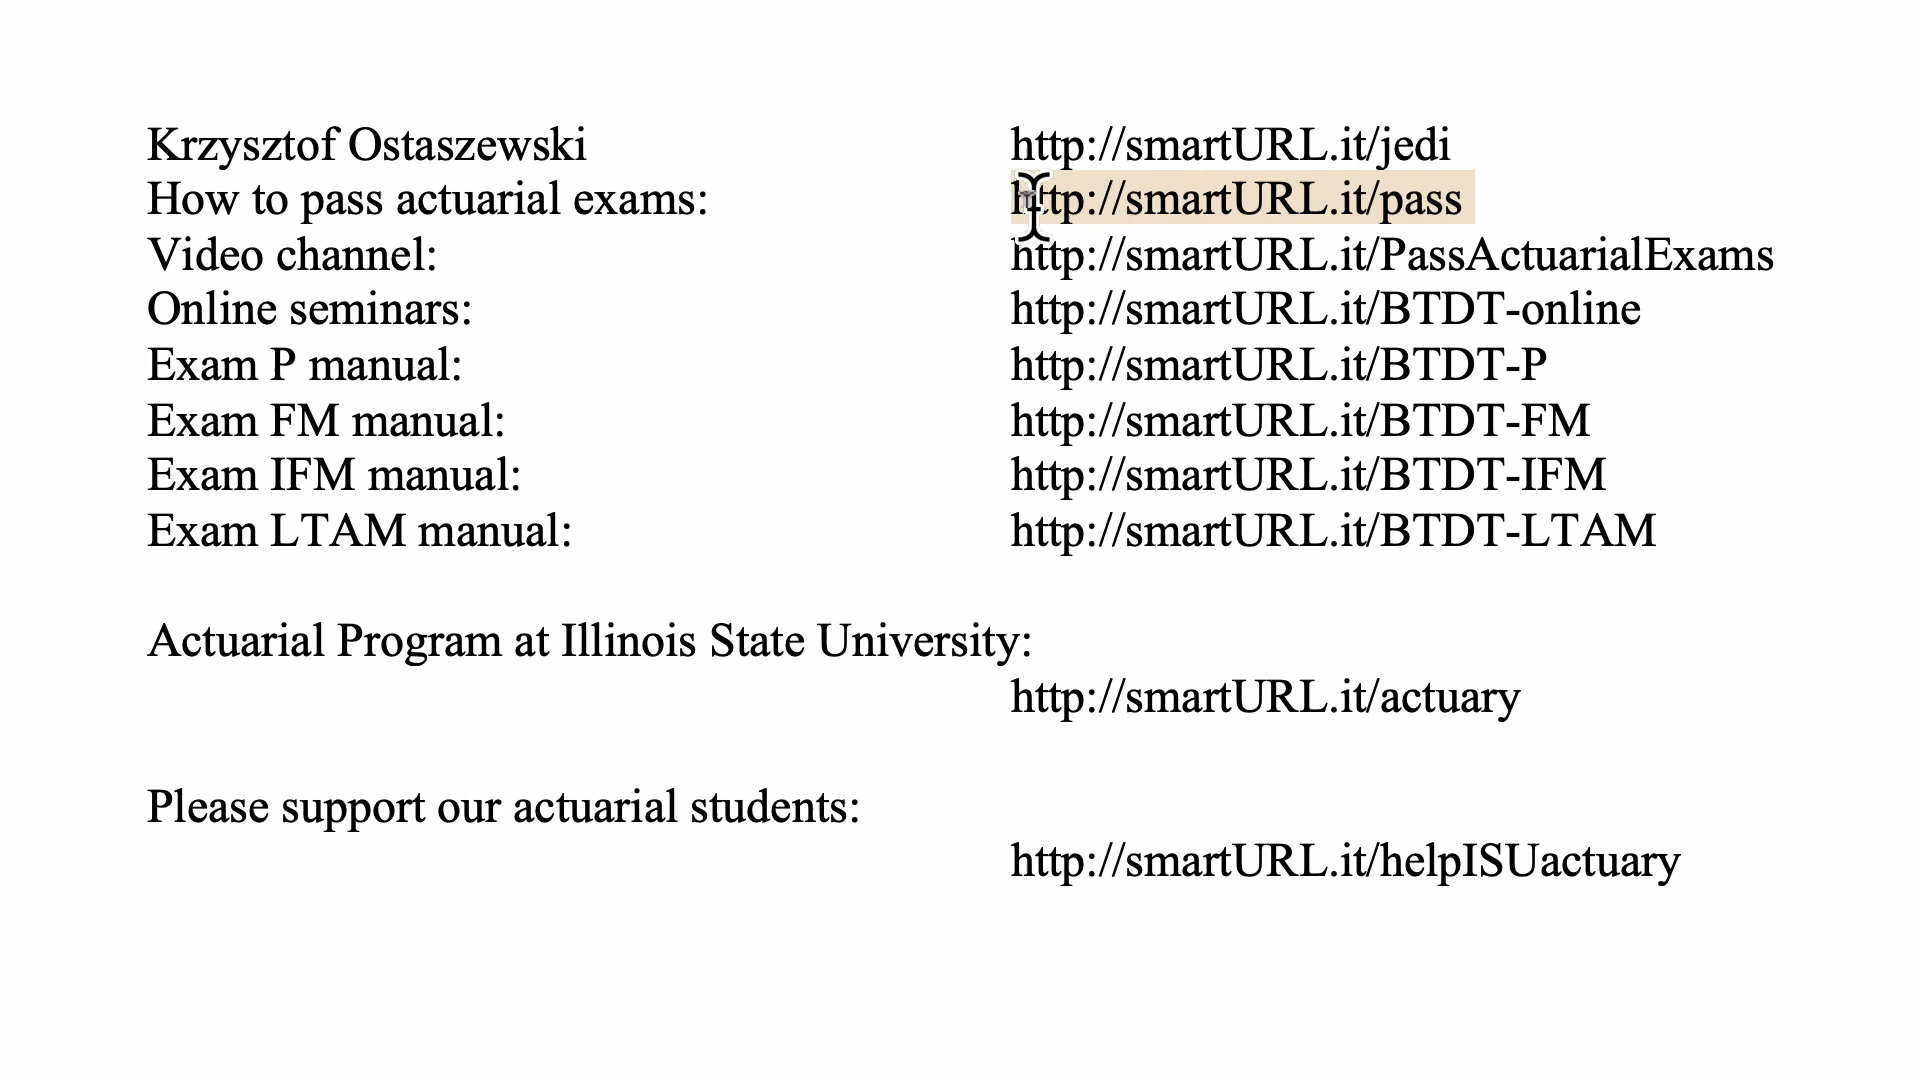 Krzysztof Ostaszewski http://smartURL.it/jedi
How to pass actuarial exams: http://smartURL.it/pass
Video channel: http://smartURL.it/PassActuarialExams
Online seminars: http://smartURL.it/BTDT-online
Exam P manual: http://smartURL.it/BTDT-P
Exam FM manual: http://smartURL.it/BTDT-FM
Exam IFM manual: http://smartURL.it/BTDT-IFM
Exam LTAM manual: http://smartURL.it/BTDT-LTAM
Actuarial Program at Illinois State University:
http://smartURL.it/actuary
Please support our actuarial students:
http://smartURL.it/helpISUactuary